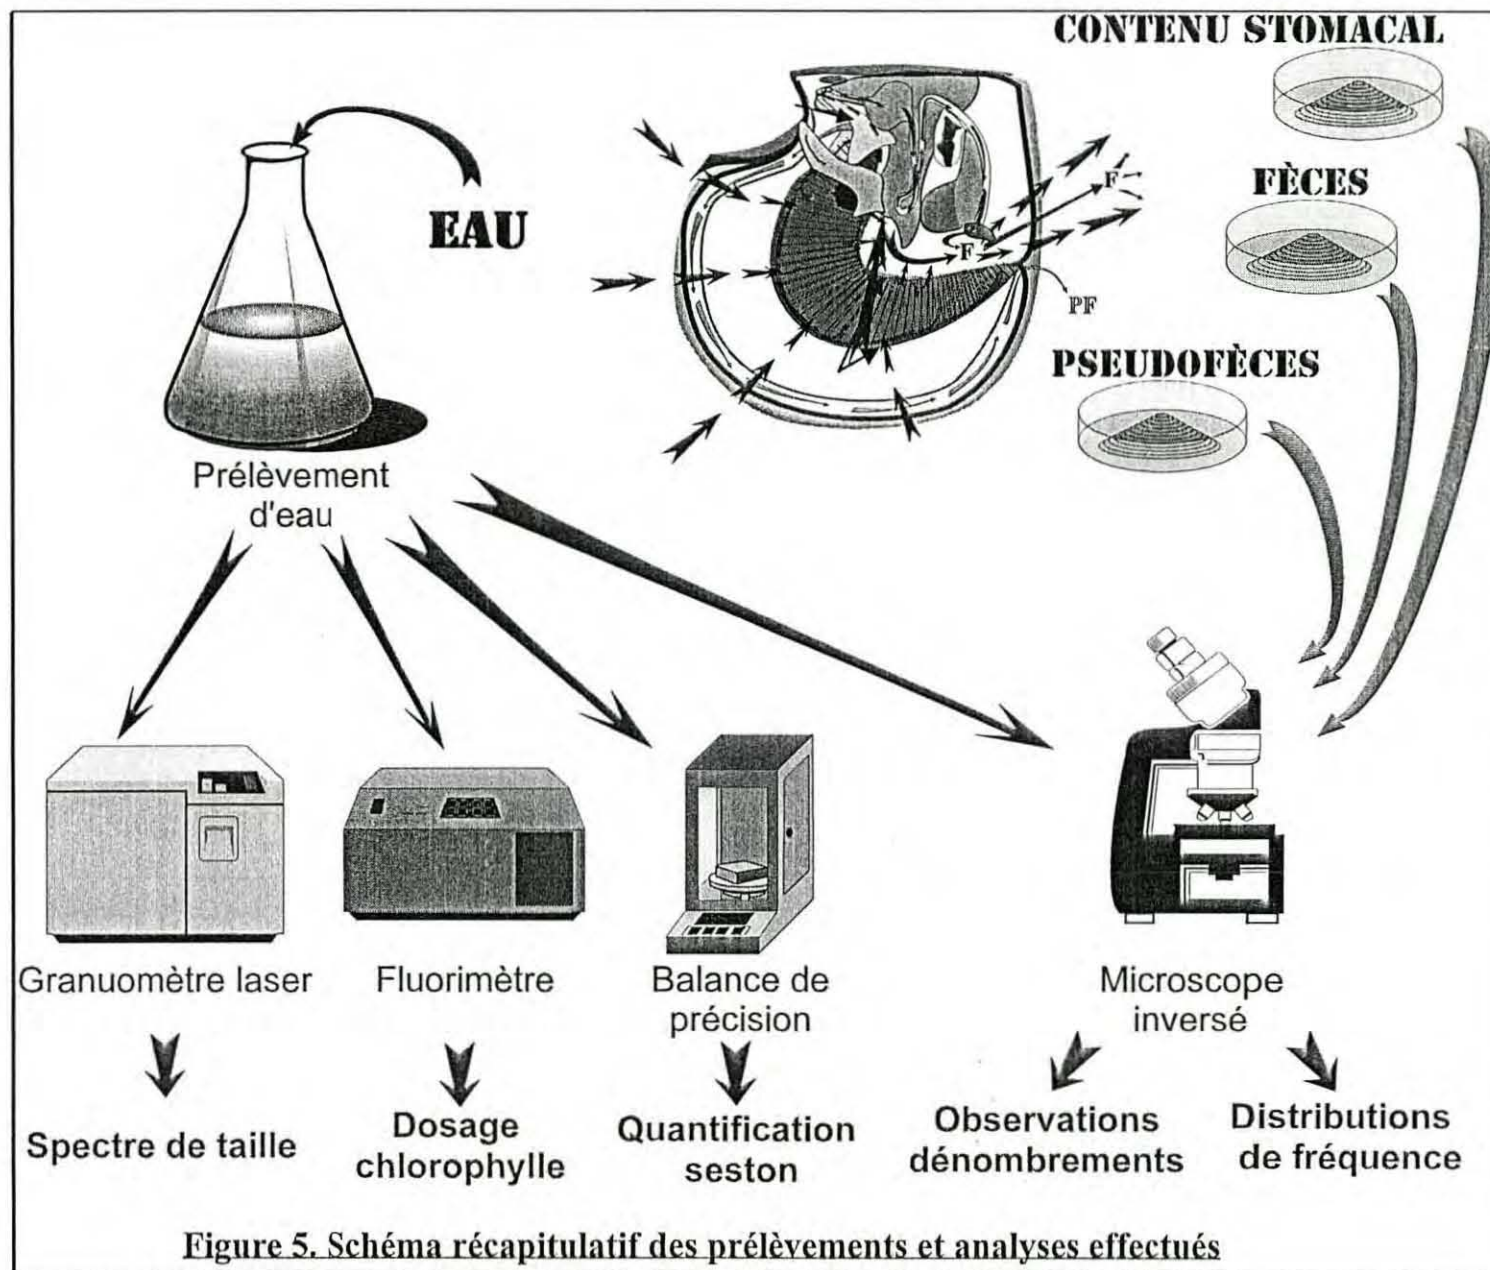 CONTENU STOMACAL
EAU
FÈCES
F
F
PF
PSEUDOFÈCES
Prélèvement
d'eau
Granuomètre laser
Fluorimètre
Balance de
précision
Microscope
inversé
Spectre de taille
Dosage
chlorophylle
Quantification
seston
Observations
dénombrements
Distributions
de fréquence
Figure 5. Schéma récapitulatif des prélèvements et analyses effectués